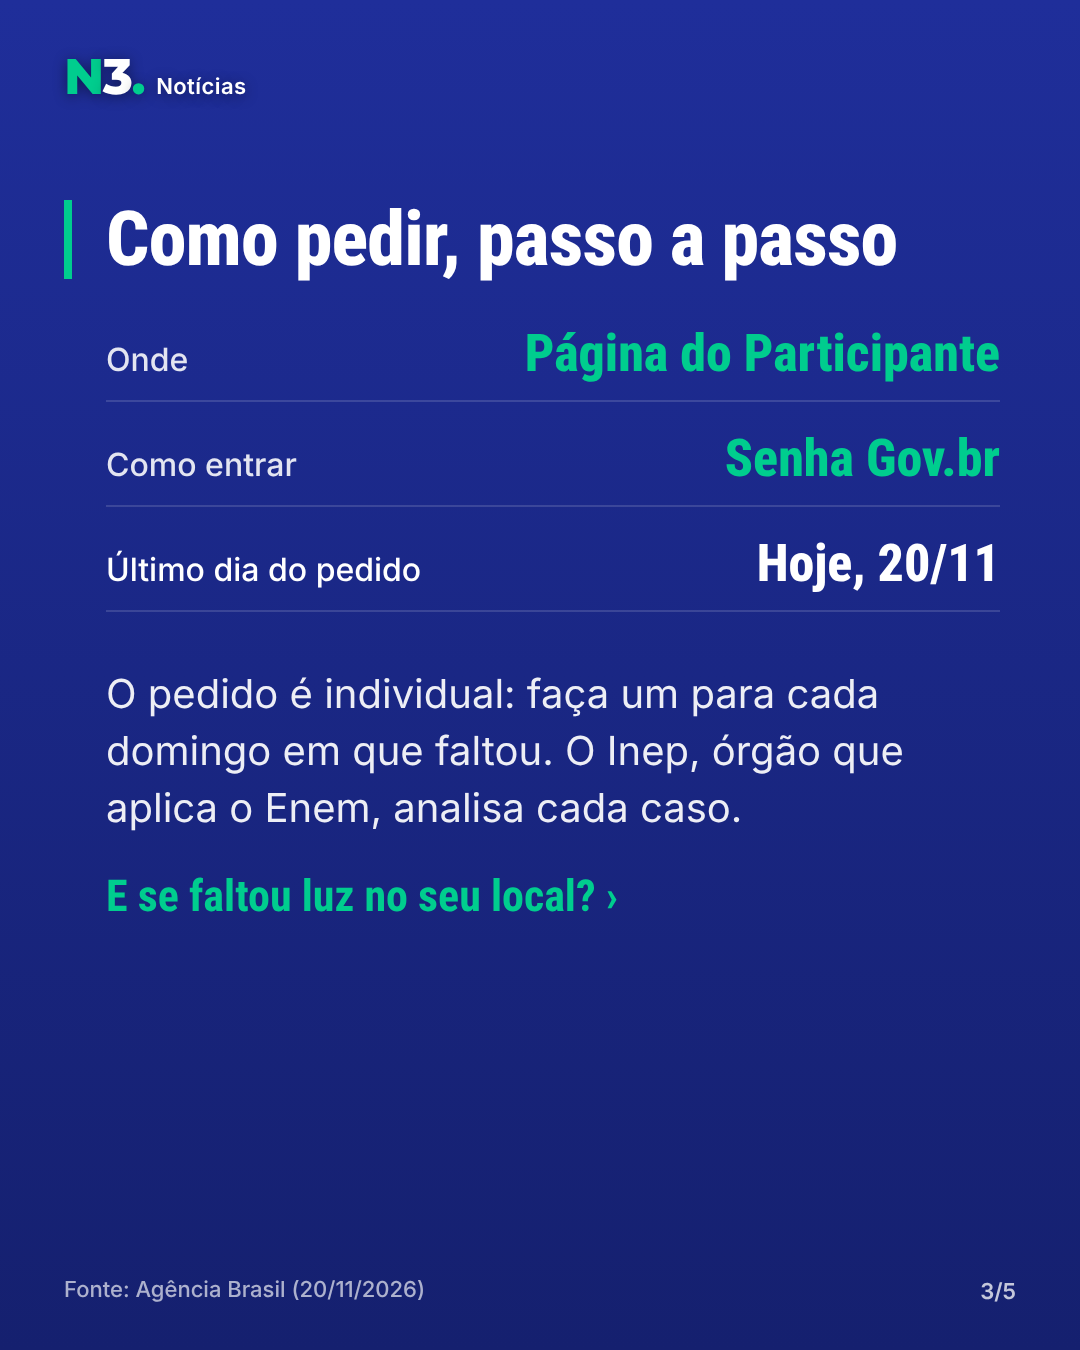 N3. Notícias
Como pedir, passo a passo
Onde Página do Participante
Como entrar Senha Gov.br
Último dia do pedido Hoje, 20/11
O pedido é individual: faça um para cada
domingo em que faltou. O Inep, órgão que
aplica o Enem, analisa cada caso.
E se faltou luz no seu local? ›
Fonte: Agência Brasil (20/11/2026) 3/5